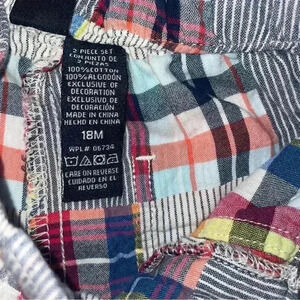 2 PIECE SET
CONJUNTO DE
2 PIEZAS
100%COTTON
100%ALGODÓN
EXCLUSIVE OF
DECORATION
EXCLUSIVO DE
DECORACIÓN
MADE IN CHINA
HECHO EN CHINA
18M
WPL# 06734
CARE ON REVERSE
CUIDADO EN EL
REVERSO